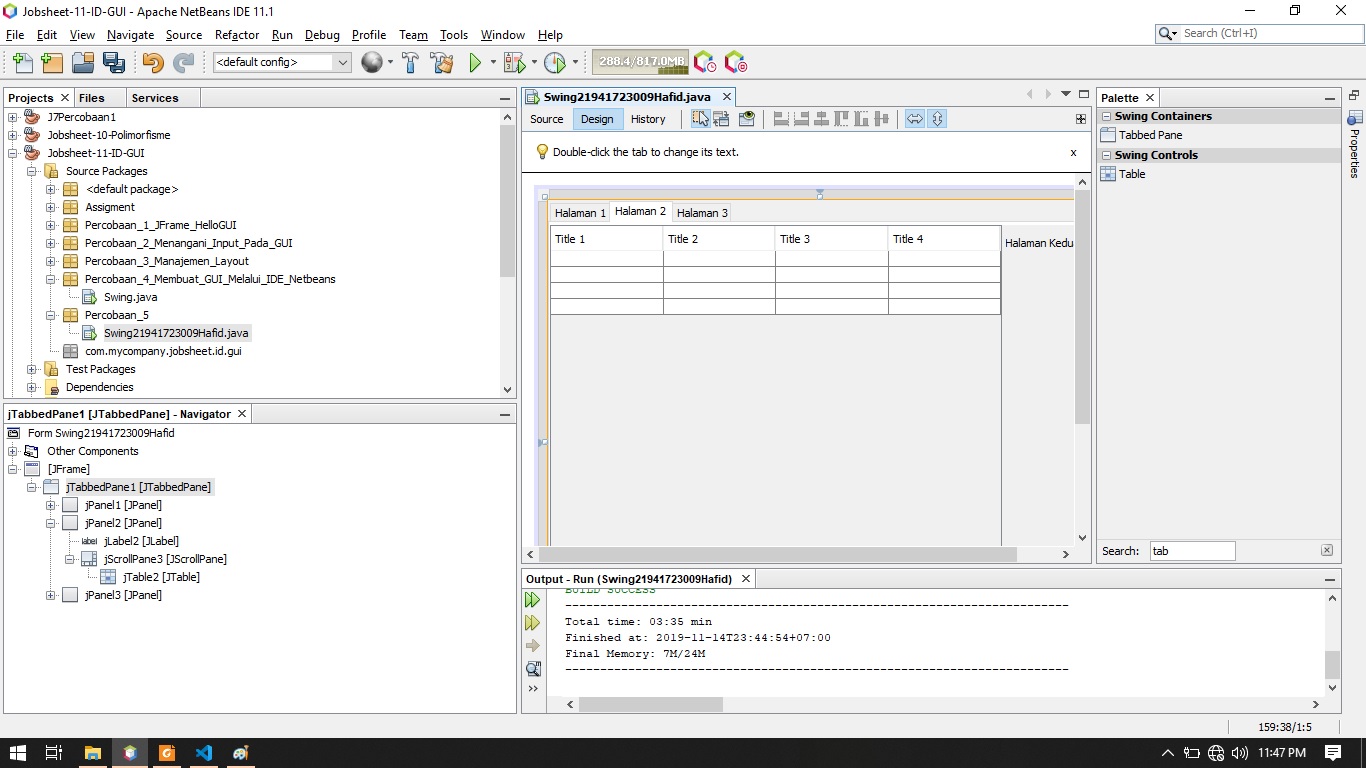 Jobsheet-11-ID-GUI - Apache NetBeans IDE 11.1
File Edit View Navigate Source Refactor Run Debug Profile Team Tools Window Help
Search (Ctrl+I)
<default config>
288.4/817.0MB
Projects Files Services
J7Percobaan1
Jobsheet-10-Polimorfisme
Jobsheet-11-ID-GUI
Source Packages
<default package>
Assigment
Percobaan_1_JFrame_HelloGUI
Percobaan_2_Menangani_Input_Pada_GUI
Percobaan_3_Manajemen_Layout
Percobaan_4_Membuat_GUI_Melalui_IDE_Netbeans
Swing.java
Percobaan_5
Swing21941723009Hafid.java
com.mycompany.jobsheet.id.gui
Test Packages
Dependencies
jTabbedPane1 [JTabbedPane] - Navigator
Form Swing21941723009Hafid
Other Components
[JFrame]
jTabbedPane1 [JTabbedPane]
jPanel1 [JPanel]
jPanel2 [JPanel]
label jLabel2 [JLabel]
jScrollPane3 [JScrollPane]
jTable2 [JTable]
jPanel3 [JPanel]
Swing21941723009Hafid.java
Source Design History
Double-click the tab to change its text.
x
Halaman 1 Halaman 2 Halaman 3
Title 1 Title 2 Title 3 Title 4
Halaman Kedu
Palette
Swing Containers
Tabbed Pane
Swing Controls
Table
Search: tab
Properties
Output - Run (Swing21941723009Hafid)
BUILD SUCCESS
------------------------------------------------------------------------
Total time: 03:35 min
Finished at: 2019-11-14T23:44:54+07:00
Final Memory: 7M/24M
------------------------------------------------------------------------
159:38/1:5
11:47 PM